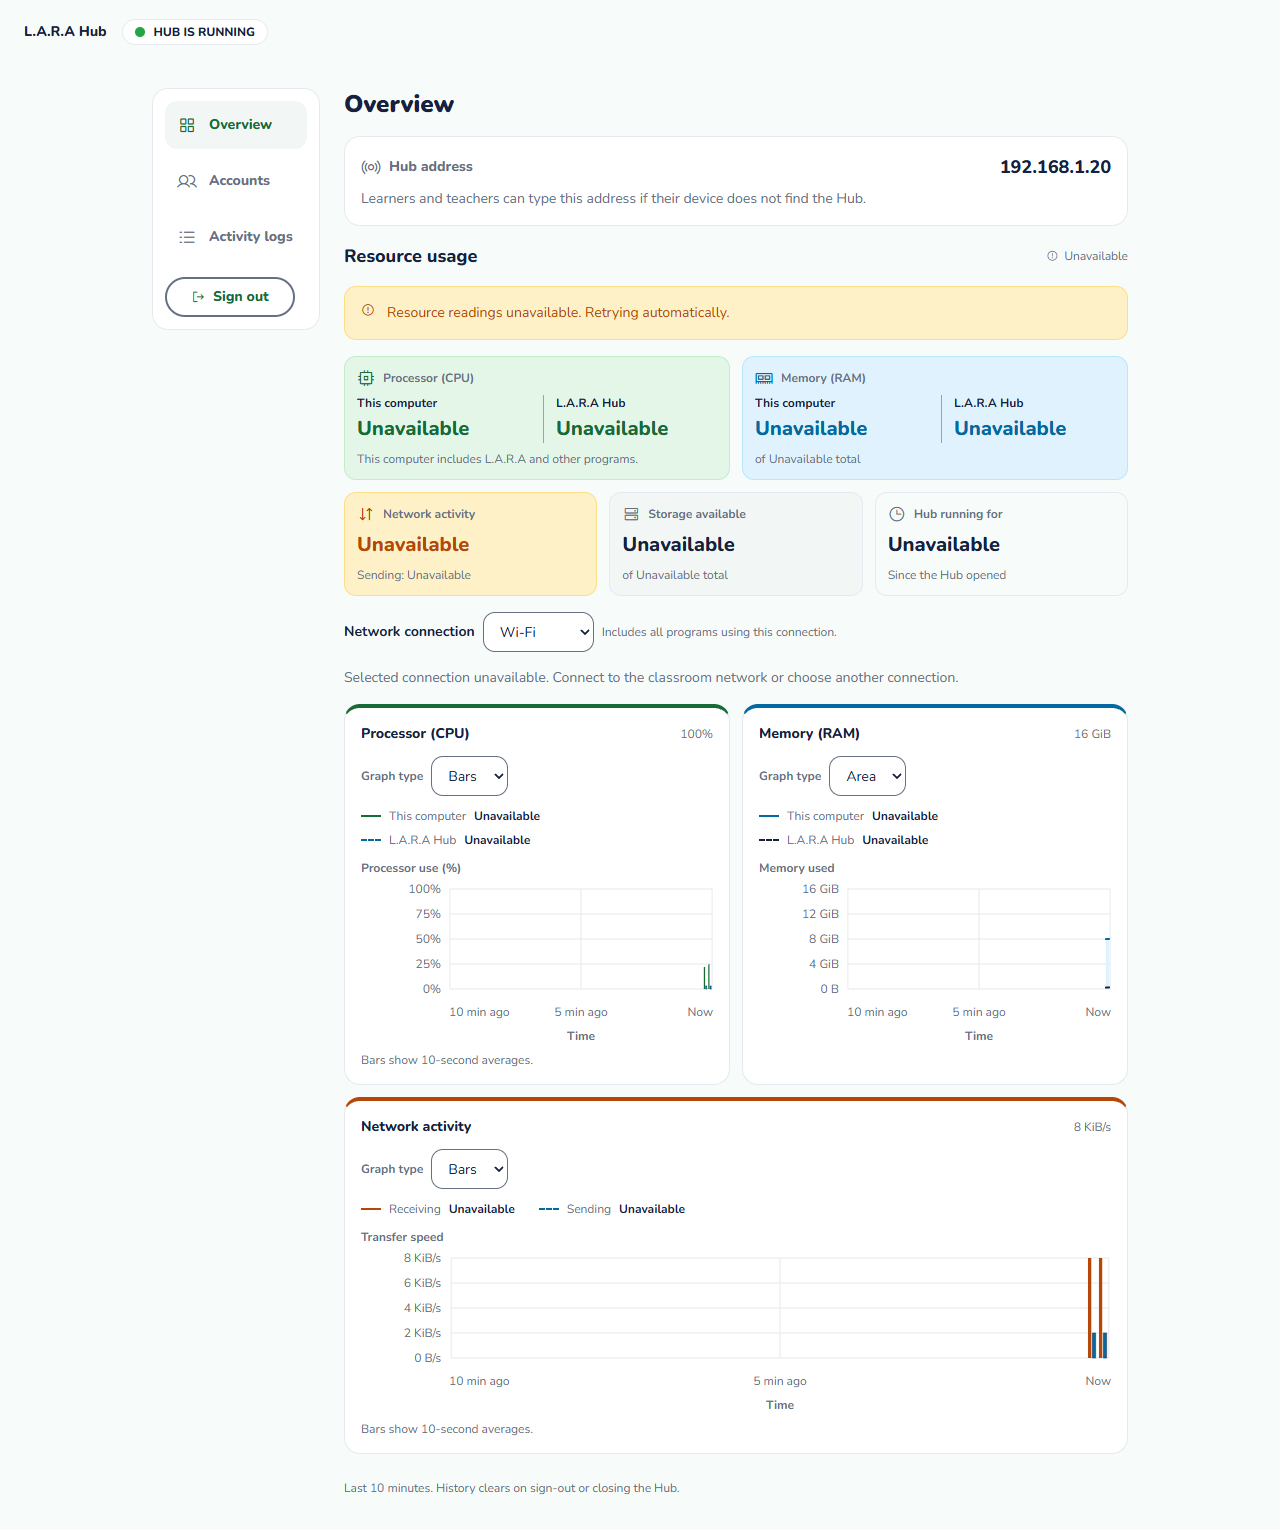 L.A.R.A Hub
HUB IS RUNNING
Overview
Accounts
Activity logs
Sign out
Overview
Hub address
192.168.1.20
Learners and teachers can type this address if their device does not find the Hub.
Resource usage
Unavailable
Resource readings unavailable. Retrying automatically.
Processor (CPU)
This computer
Unavailable
L.A.R.A Hub
Unavailable
This computer includes L.A.R.A and other programs.
Memory (RAM)
This computer
Unavailable
L.A.R.A Hub
Unavailable
of Unavailable total
Network activity
Unavailable
Sending: Unavailable
Storage available
Unavailable
of Unavailable total
Hub running for
Unavailable
Since the Hub opened
Network connection
Wi-Fi
Includes all programs using this connection.
Selected connection unavailable. Connect to the classroom network or choose another connection.
Processor (CPU)
100%
Graph type
Bars
This computer Unavailable
L.A.R.A Hub Unavailable
Processor use (%)
100%
75%
50%
25%
0%
10 min ago
5 min ago
Now
Time
Bars show 10-second averages.
Memory (RAM)
16 GiB
Graph type
Area
This computer Unavailable
L.A.R.A Hub Unavailable
Memory used
16 GiB
12 GiB
8 GiB
4 GiB
0 B
10 min ago
5 min ago
Now
Time
Network activity
8 KiB/s
Graph type
Bars
Receiving Unavailable
Sending Unavailable
Transfer speed
8 KiB/s
6 KiB/s
4 KiB/s
2 KiB/s
0 B/s
10 min ago
5 min ago
Now
Time
Bars show 10-second averages.
Last 10 minutes. History clears on sign-out or closing the Hub.